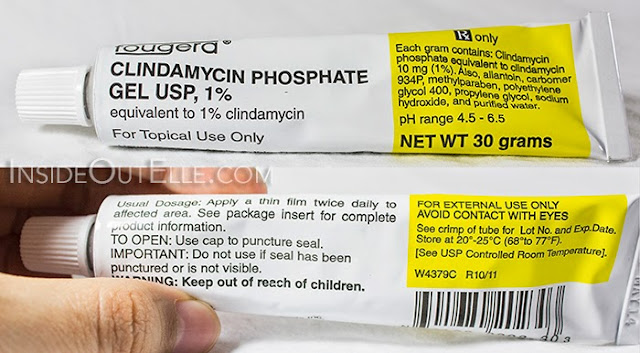 fougera®
CLINDAMYCIN PHOSPHATE
GEL USP, 1%
equivalent to 1% clindamycin
For Topical Use Only
Rx only
Each gram contains: Clindamycin
phosphate equivalent to clindamycin
10 mg (1%). Also, allantoin, carbomer
934P, methylparaben, polyethylene
glycol 400, propylene glycol, sodium
hydroxide, and purified water.
pH range 4.5 - 6.5
NET WT 30 grams
INSIDEOUTELLE.COM
Usual Dosage: Apply a thin film twice daily to
affected area. See package insert for complete
product information.
TO OPEN: Use cap to puncture seal.
IMPORTANT: Do not use if seal has been
punctured or is not visible.
WARNING: Keep out of reach of children.
FOR EXTERNAL USE ONLY
AVOID CONTACT WITH EYES
See crimp of tube for Lot No. and Exp. Date.
Store at 20°-25°C (68°to 77°F).
[See USP Controlled Room Temperature].
W4379C R10/11